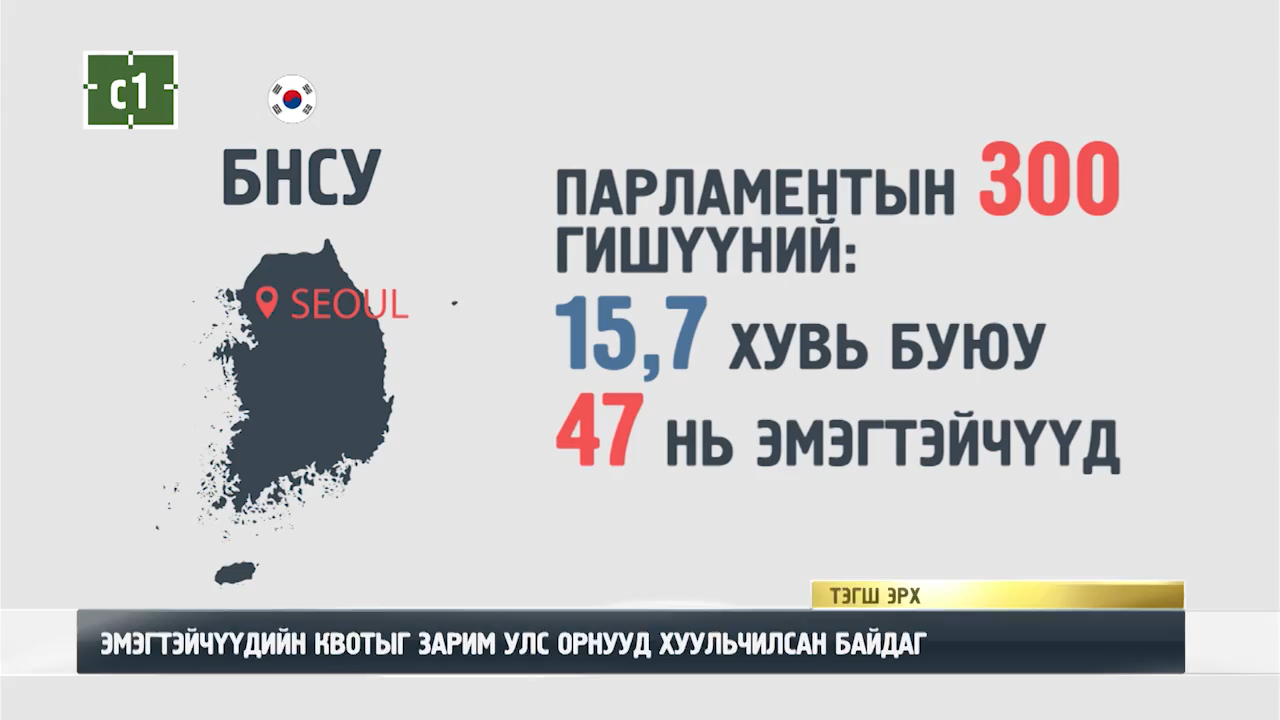 c1
БНСУ
SEOUL
ПАРЛАМЕНТЫН 300
ГИШҮҮНИЙ:
15,7 ХУВЬ БУЮУ
47 НЬ ЭМЭГТЭЙЧҮҮД
ТЭГШ ЭРХ
ЭМЭГТЭЙЧҮҮДИЙН КВОТЫГ ЗАРИМ УЛС ОРНУУД ХУУЛЬЧИЛСАН БАЙДАГ